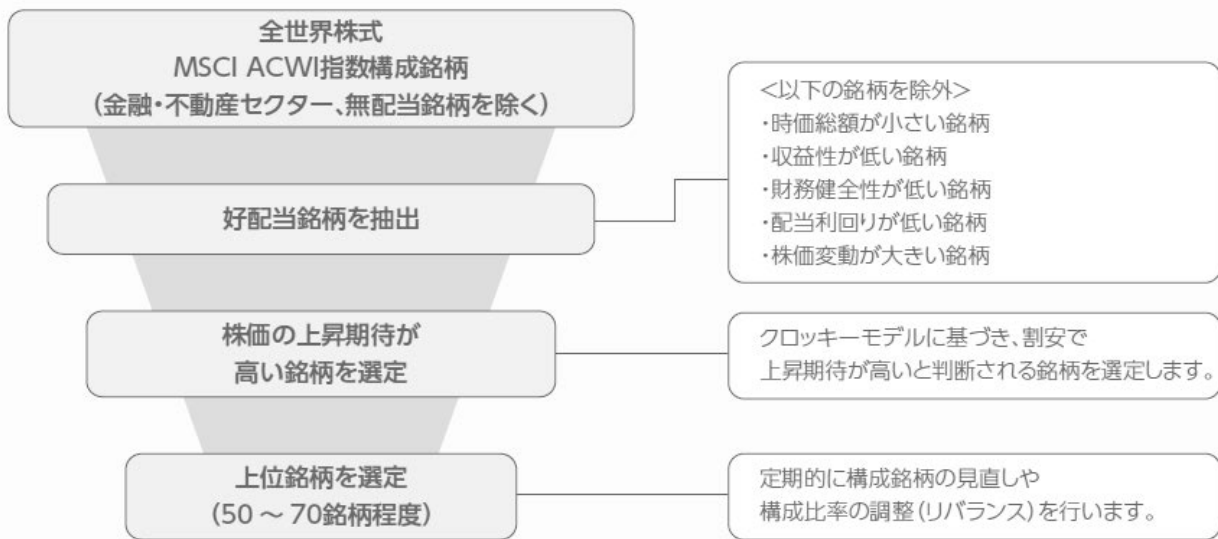 全世界株式
MSCI ACWI指数構成銘柄
（金融・不動産セクター、無配当銘柄を除く）
＜以下の銘柄を除外＞
・時価総額が小さい銘柄
・収益性が低い銘柄
・財務健全性が低い銘柄
・配当利回りが低い銘柄
・株価変動が大きい銘柄
好配当銘柄を抽出
株価の上昇期待が
高い銘柄を選定
クロッキーモデルに基づき、割安で
上昇期待が高いと判断される銘柄を選定します。
上位銘柄を選定
（50 ～ 70銘柄程度）
定期的に構成銘柄の見直しや
構成比率の調整（リバランス）を行います。